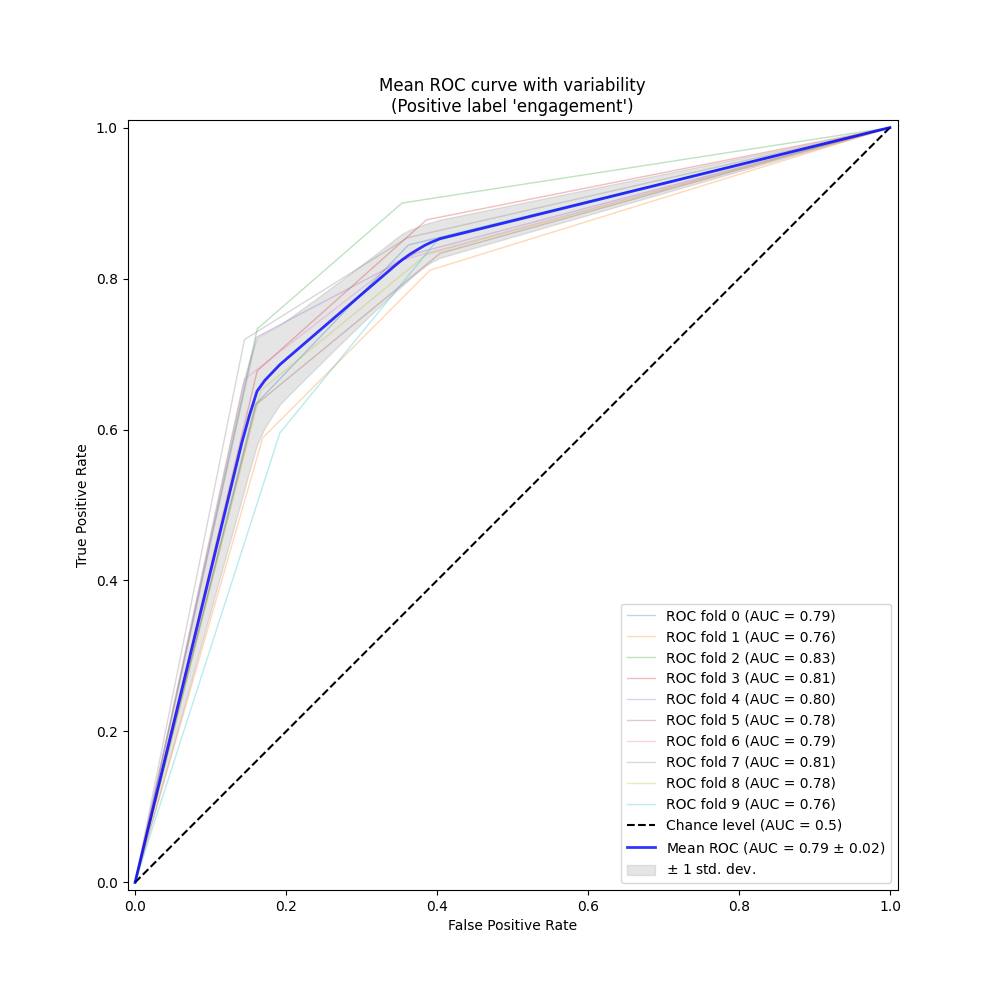 Mean ROC curve with variability
(Positive label 'engagement')
True Positive Rate
1.0
0.8
0.6
0.4
0.2
0.0
0.0
0.2
0.4
0.6
0.8
1.0
False Positive Rate
ROC fold 0 (AUC = 0.79)
ROC fold 1 (AUC = 0.76)
ROC fold 2 (AUC = 0.83)
ROC fold 3 (AUC = 0.81)
ROC fold 4 (AUC = 0.80)
ROC fold 5 (AUC = 0.78)
ROC fold 6 (AUC = 0.79)
ROC fold 7 (AUC = 0.81)
ROC fold 8 (AUC = 0.78)
ROC fold 9 (AUC = 0.76)
Chance level (AUC = 0.5)
Mean ROC (AUC = 0.79 ± 0.02)
± 1 std. dev.